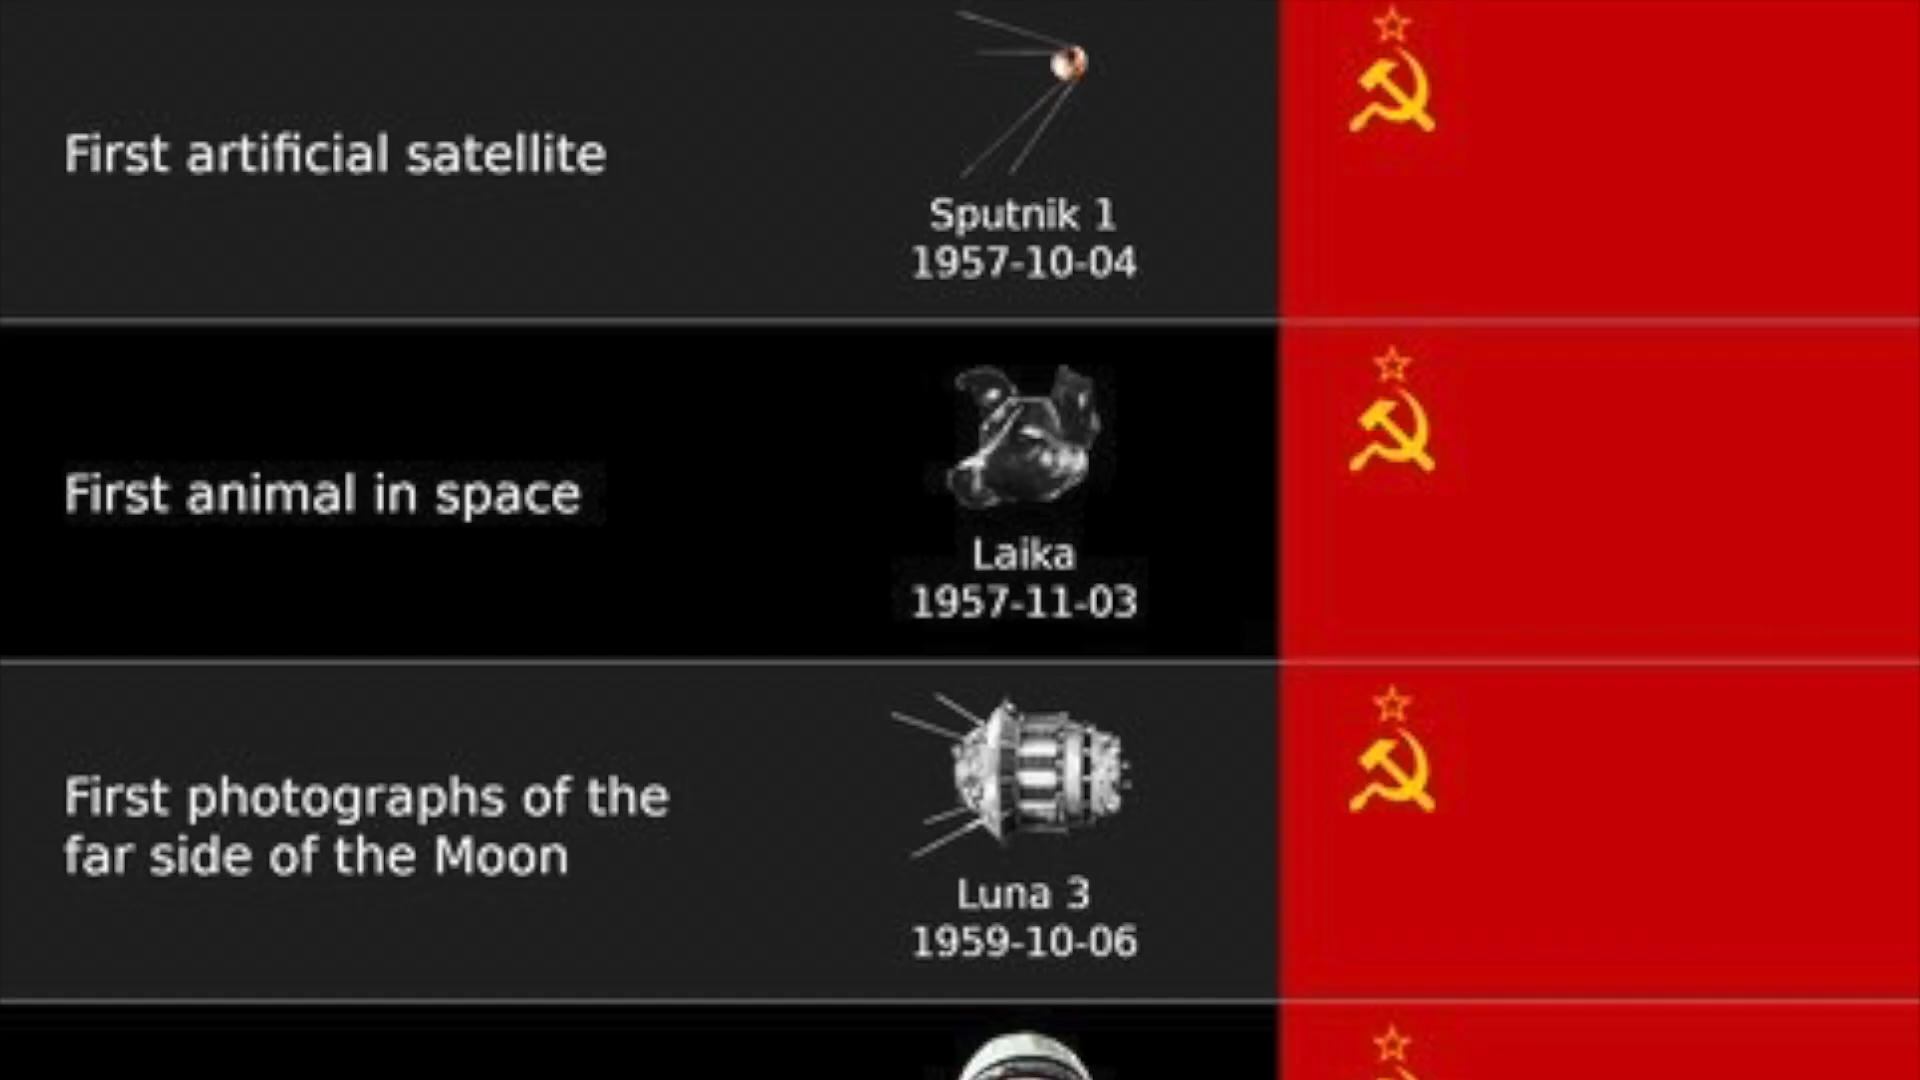 First artificial satellite
Sputnik 1
1957-10-04
First animal in space
Laika
1957-11-03
First photographs of the
far side of the Moon
Luna 3
1959-10-06